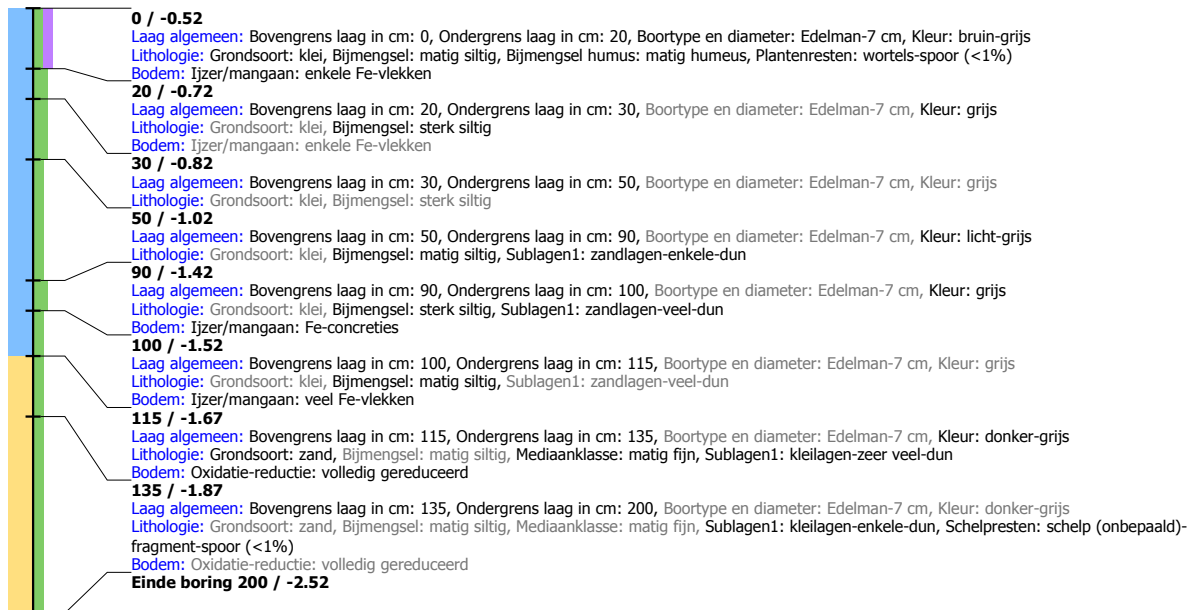 0 / -0.52
Laag algemeen: Bovengrens laag in cm: 0, Ondergrens laag in cm: 20, Boortype en diameter: Edelman-7 cm, Kleur: bruin-grijs
Lithologie: Grondsoort: klei, Bijmengsel: matig siltig, Bijmengsel humus: matig humeus, Plantenresten: wortels-spoor (<1%)
Bodem: Ijzer/mangaan: enkele Fe-vlekken
20 / -0.72
Laag algemeen: Bovengrens laag in cm: 20, Ondergrens laag in cm: 30, Boortype en diameter: Edelman-7 cm, Kleur: grijs
Lithologie: Grondsoort: klei, Bijmengsel: sterk siltig
Bodem: Ijzer/mangaan: enkele Fe-vlekken
30 / -0.82
Laag algemeen: Bovengrens laag in cm: 30, Ondergrens laag in cm: 50, Boortype en diameter: Edelman-7 cm, Kleur: grijs
Lithologie: Grondsoort: klei, Bijmengsel: sterk siltig
50 / -1.02
Laag algemeen: Bovengrens laag in cm: 50, Ondergrens laag in cm: 90, Boortype en diameter: Edelman-7 cm, Kleur: licht-grijs
Lithologie: Grondsoort: klei, Bijmengsel: matig siltig, Sublagen1: zandlagen-enkele-dun
90 / -1.42
Laag algemeen: Bovengrens laag in cm: 90, Ondergrens laag in cm: 100, Boortype en diameter: Edelman-7 cm, Kleur: grijs
Lithologie: Grondsoort: klei, Bijmengsel: sterk siltig, Sublagen1: zandlagen-veel-dun
Bodem: Ijzer/mangaan: Fe-concreties
100 / -1.52
Laag algemeen: Bovengrens laag in cm: 100, Ondergrens laag in cm: 115, Boortype en diameter: Edelman-7 cm, Kleur: grijs
Lithologie: Grondsoort: klei, Bijmengsel: matig siltig, Sublagen1: zandlagen-veel-dun
Bodem: Ijzer/mangaan: veel Fe-vlekken
115 / -1.67
Laag algemeen: Bovengrens laag in cm: 115, Ondergrens laag in cm: 135, Boortype en diameter: Edelman-7 cm, Kleur: donker-grijs
Lithologie: Grondsoort: zand, Bijmengsel: matig siltig, Mediaanklasse: matig fijn, Sublagen1: kleilagen-zeer veel-dun
Bodem: Oxidatie-reductie: volledig gereduceerd
135 / -1.87
Laag algemeen: Bovengrens laag in cm: 135, Ondergrens laag in cm: 200, Boortype en diameter: Edelman-7 cm, Kleur: donker-grijs
Lithologie: Grondsoort: zand, Bijmengsel: matig siltig, Mediaanklasse: matig fijn, Sublagen1: kleilagen-enkele-dun, Schelpresten: schelp (onbepaald)-
fragment-spoor (<1%)
Bodem: Oxidatie-reductie: volledig gereduceerd
Einde boring 200 / -2.52